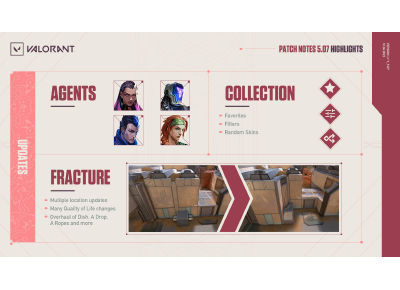 VALORANT
PATCH NOTES 5.07 HIGHLIGHTS
UPDATES
AGENTS
COLLECTION
Favorites
Filters
Random Skins
FRACTURE
Multiple location updates
Many Quality of Life changes
Overhaul of Dish, A Drop,
A Ropes and more